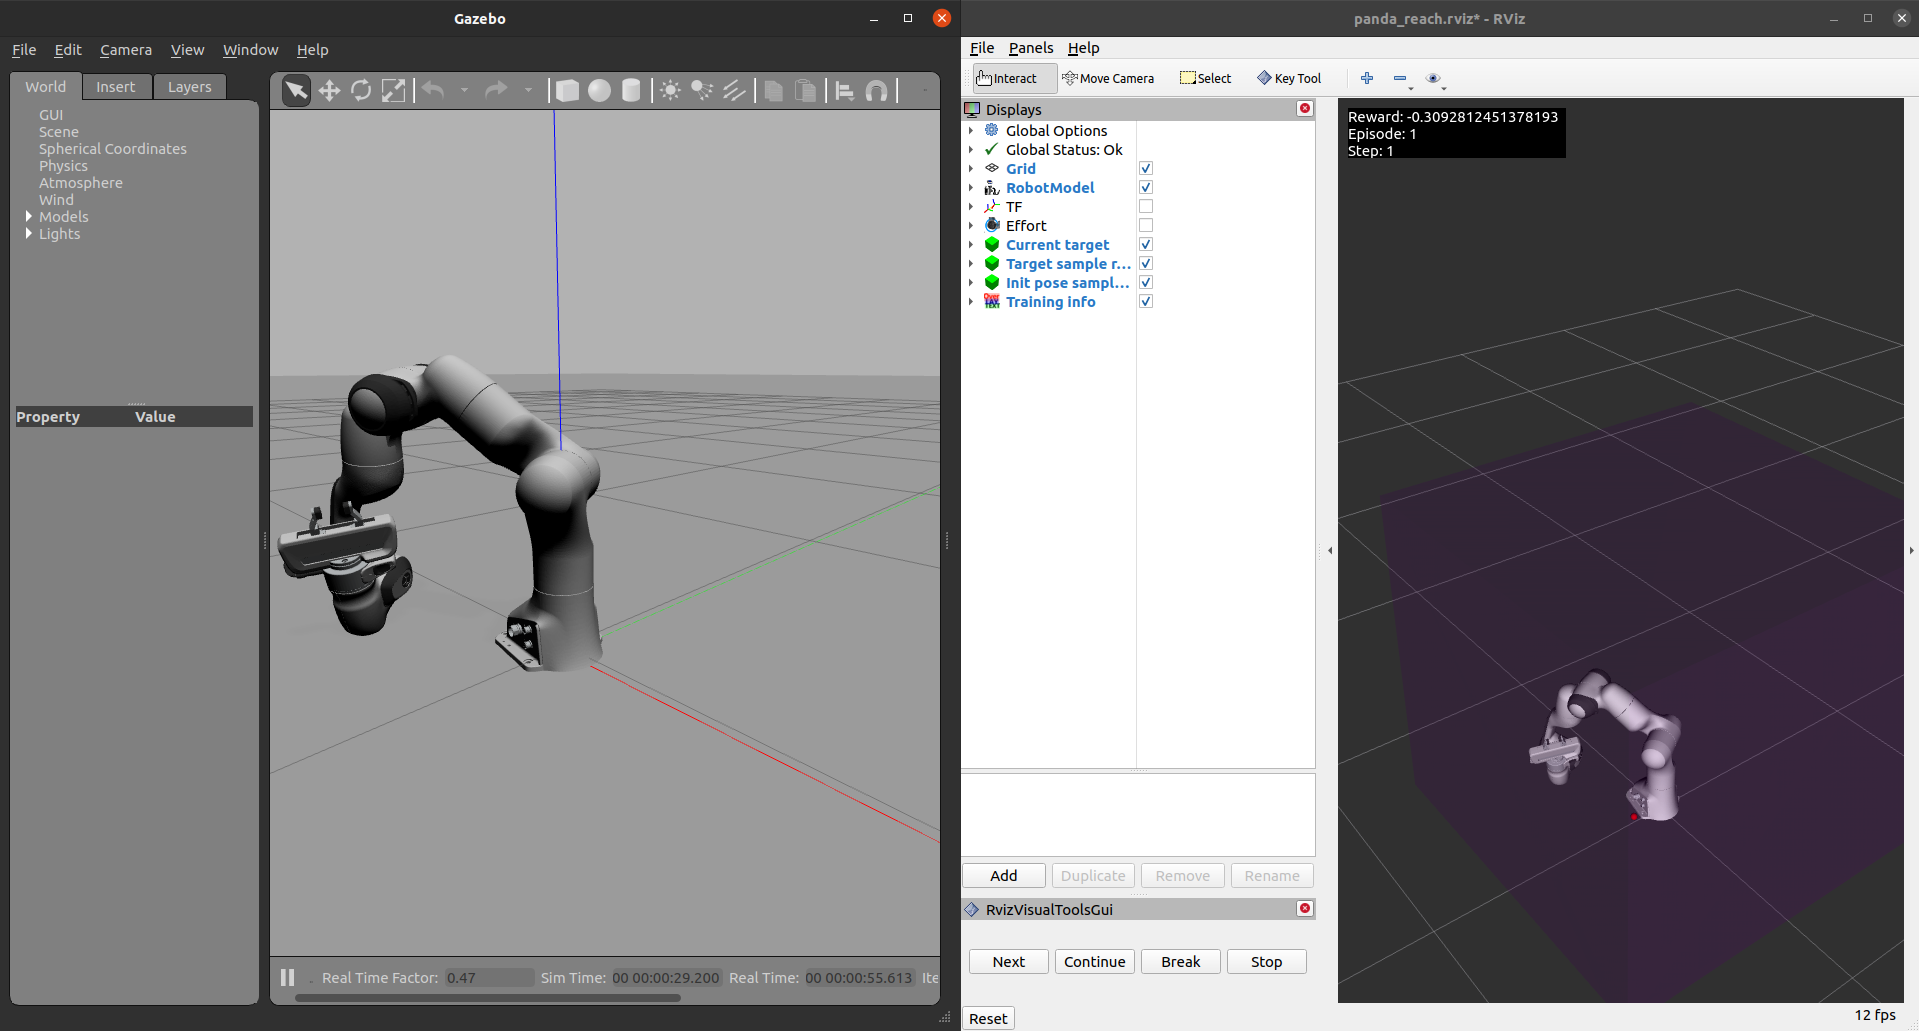 Gazebo
File Edit Camera View Window Help
World Insert Layers
GUI
Scene
Spherical Coordinates
Physics
Atmosphere
Wind
Models
Lights
Property Value
Real Time Factor: 0.47 Sim Time: 00 00:00:29.200 Real Time: 00 00:00:55.613 Ite
panda_reach.rviz* - RViz
File Panels Help
Interact Move Camera Select Key Tool
Displays
Global Options
Global Status: Ok
Grid
RobotModel
TF
Effort
Current target
Target sample r...
Init pose sampl...
Training info
Add Duplicate Remove Rename
RvizVisualToolsGui
Next Continue Break Stop
Reset
Reward: -0.3092812451378193
Episode: 1
Step: 1
12 fps